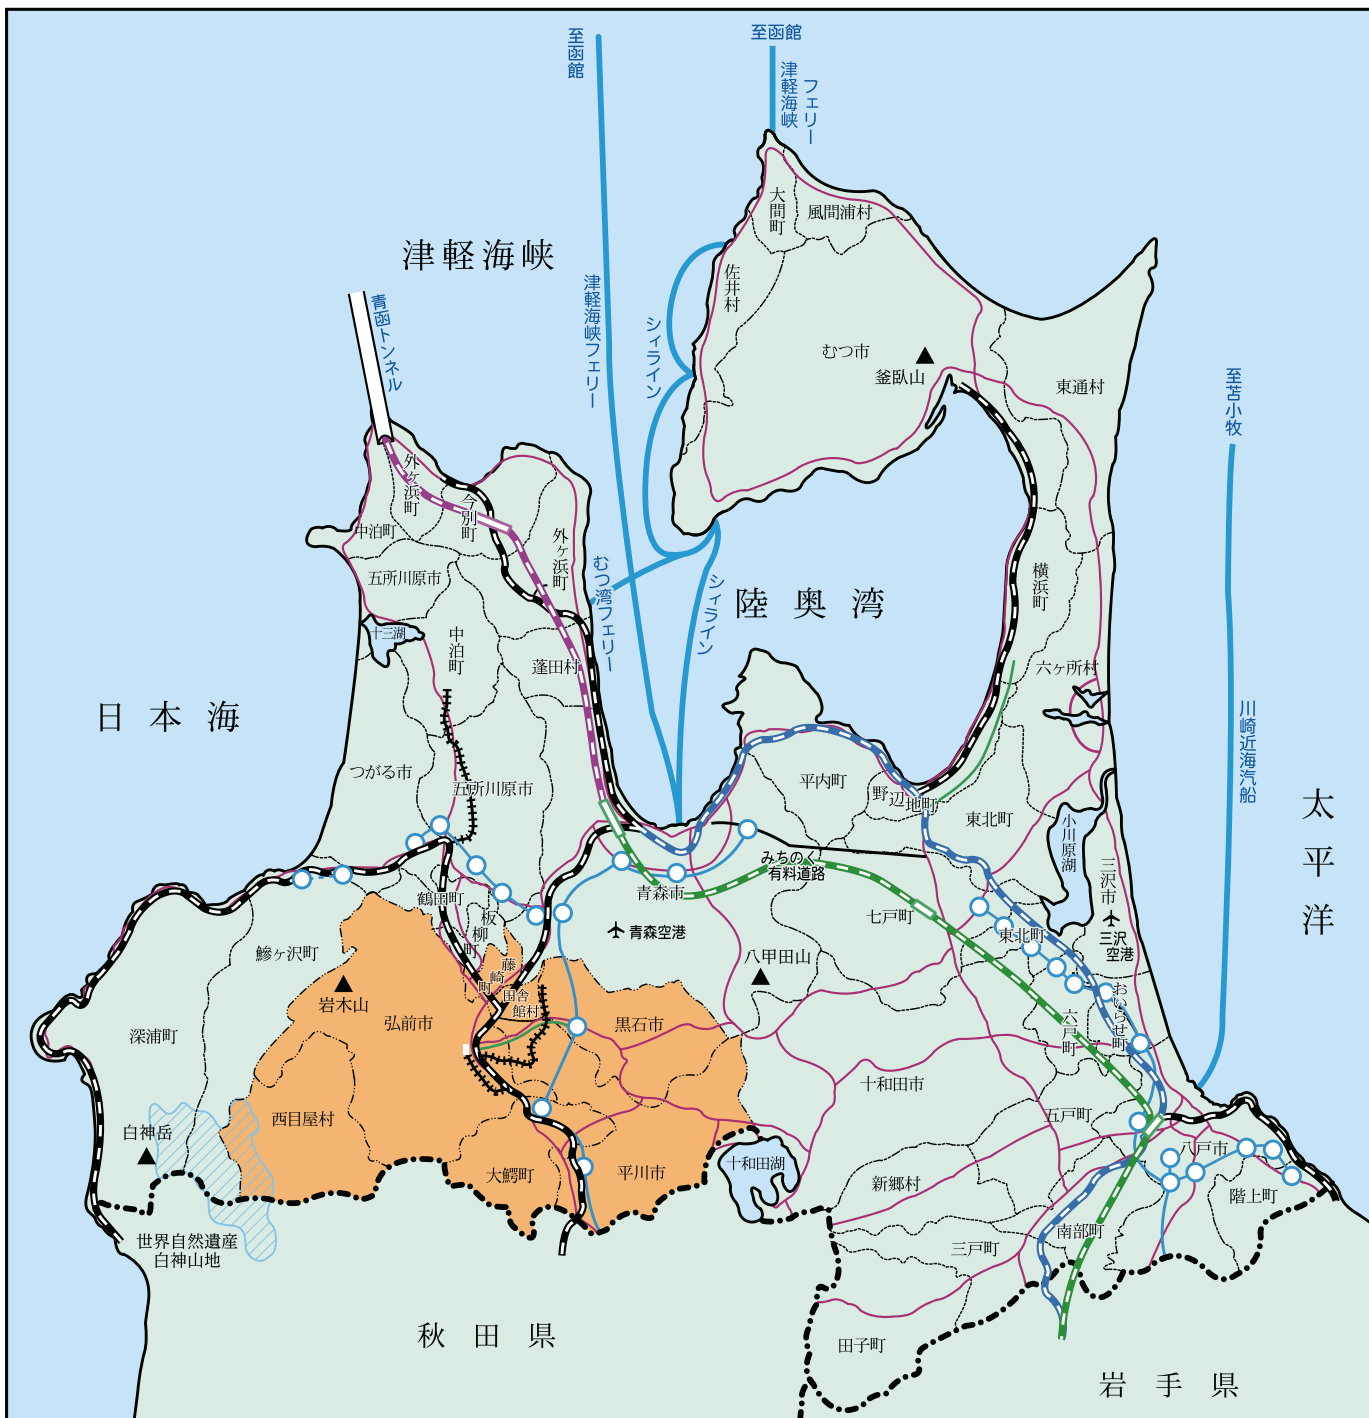 至函館
至函館
津軽海峡
フェリー
大間町
風間浦村
津軽海峡
佐井村
青函トンネル
津軽海峡フェリー
シィライン
むつ市
釜臥山
東通村
至苫小牧
外ヶ浜町
今別町
中泊町
外ヶ浜町
五所川原市
むつ湾フェリー
シィライン
陸奥湾
横浜町
十三湖
中泊町
蓬田村
六ヶ所村
日本海
川崎近海汽船
つがる市
五所川原市
平内町
野辺地町
東北町
小川原湖
太平洋
みちのく
有料道路
三沢市
鶴田町
青森市
七戸町
板柳町
青森空港
東北町
三沢
空港
鰺ヶ沢町
藤崎町
八甲田山
岩木山
田舎
館村
おいらせ町
弘前市
黒石市
六戸町
深浦町
十和田市
西目屋村
五戸町
白神岳
八戸市
大鰐町
平川市
十和田湖
新郷村
階上町
南部町
世界自然遺産
白神山地
三戸町
秋田県
田子町
岩手県